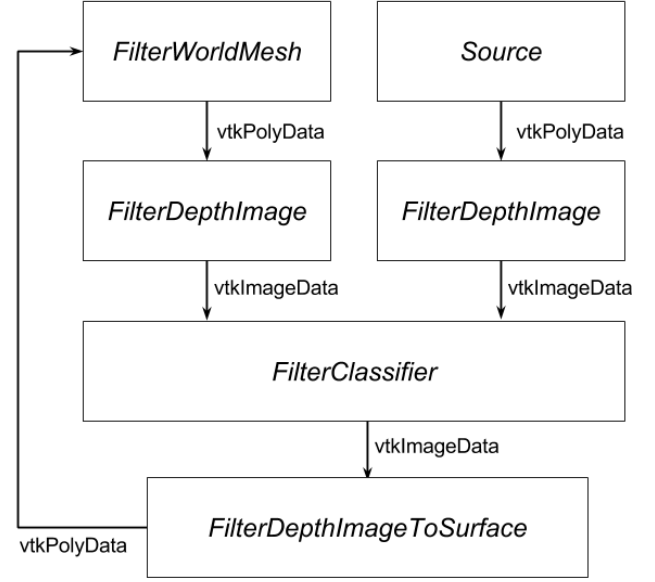 FilterWorldMesh
Source
vtkPolyData
vtkPolyData
FilterDepthImage
FilterDepthImage
vtkImageData
vtkImageData
FilterClassifier
vtkImageData
FilterDepthImageToSurface
vtkPolyData